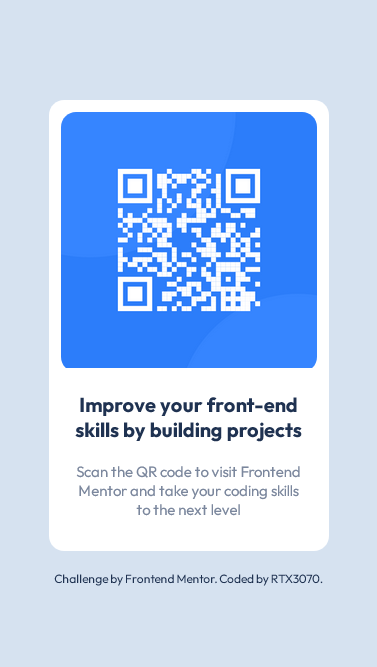 Improve your front-end
skills by building projects
Scan the QR code to visit Frontend
Mentor and take your coding skills
to the next level
Challenge by Frontend Mentor. Coded by RTX3070.